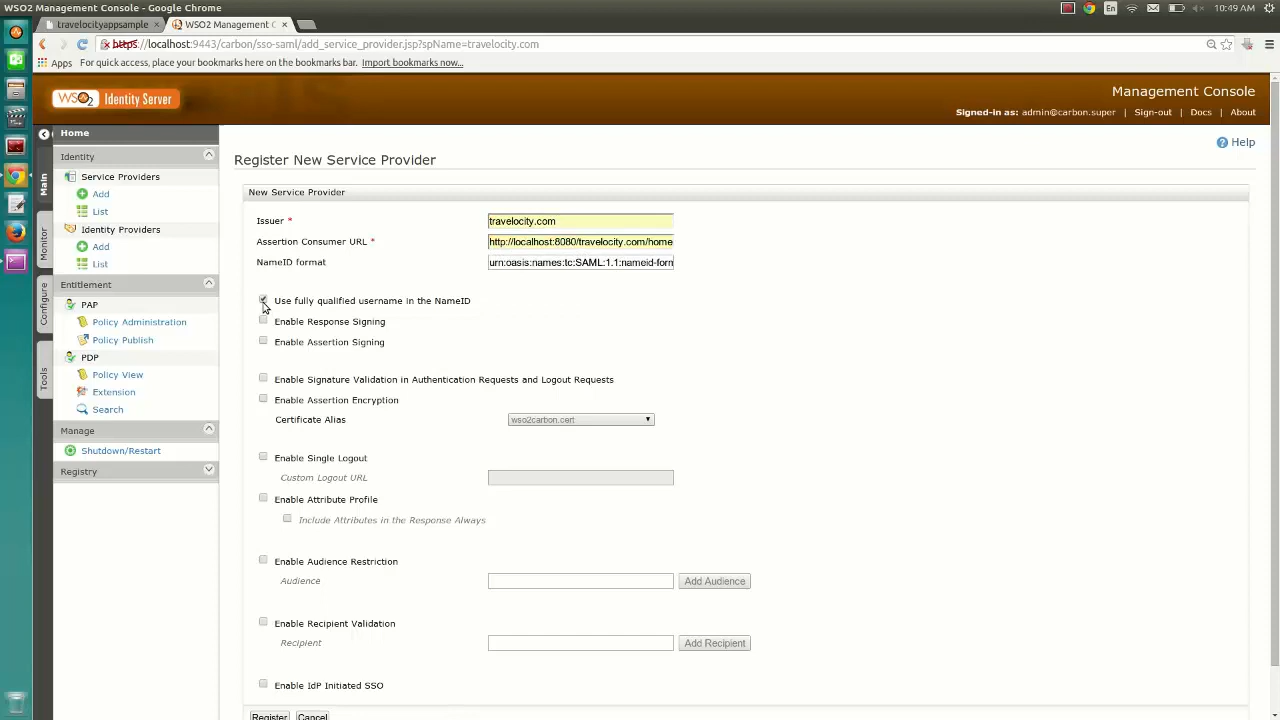 WSO2 Management Console - Google Chrome
En
10:49 AM
travelocityappsample
WSO2 Management C
https://localhost:9443/carbon/sso-saml/add_service_provider.jsp?spName=travelocity.com
Apps
For quick access, place your bookmarks here on the bookmarks bar.
Import bookmarks now...
WSO2 Identity Server
Management Console
Signed-in as: admin@carbon.super | Sign-out | Docs | About
Home
Help
Main
Monitor
Configure
Tools
Identity
Service Providers
Add
List
Identity Providers
Add
List
Entitlement
PAP
Policy Administration
Policy Publish
PDP
Policy View
Extension
Search
Manage
Shutdown/Restart
Registry
Register New Service Provider
New Service Provider
Issuer * travelocity.com
Assertion Consumer URL * http://localhost:8080/travelocity.com/home
NameID format urn:oasis:names:tc:SAML:1.1:nameid-forn
Use fully qualified username in the NameID
Enable Response Signing
Enable Assertion Signing
Enable Signature Validation in Authentication Requests and Logout Requests
Enable Assertion Encryption
Certificate Alias wso2carbon.cert
Enable Single Logout
Custom Logout URL
Enable Attribute Profile
Include Attributes in the Response Always
Enable Audience Restriction
Audience Add Audience
Enable Recipient Validation
Recipient Add Recipient
Enable IdP Initiated SSO
Register Cancel